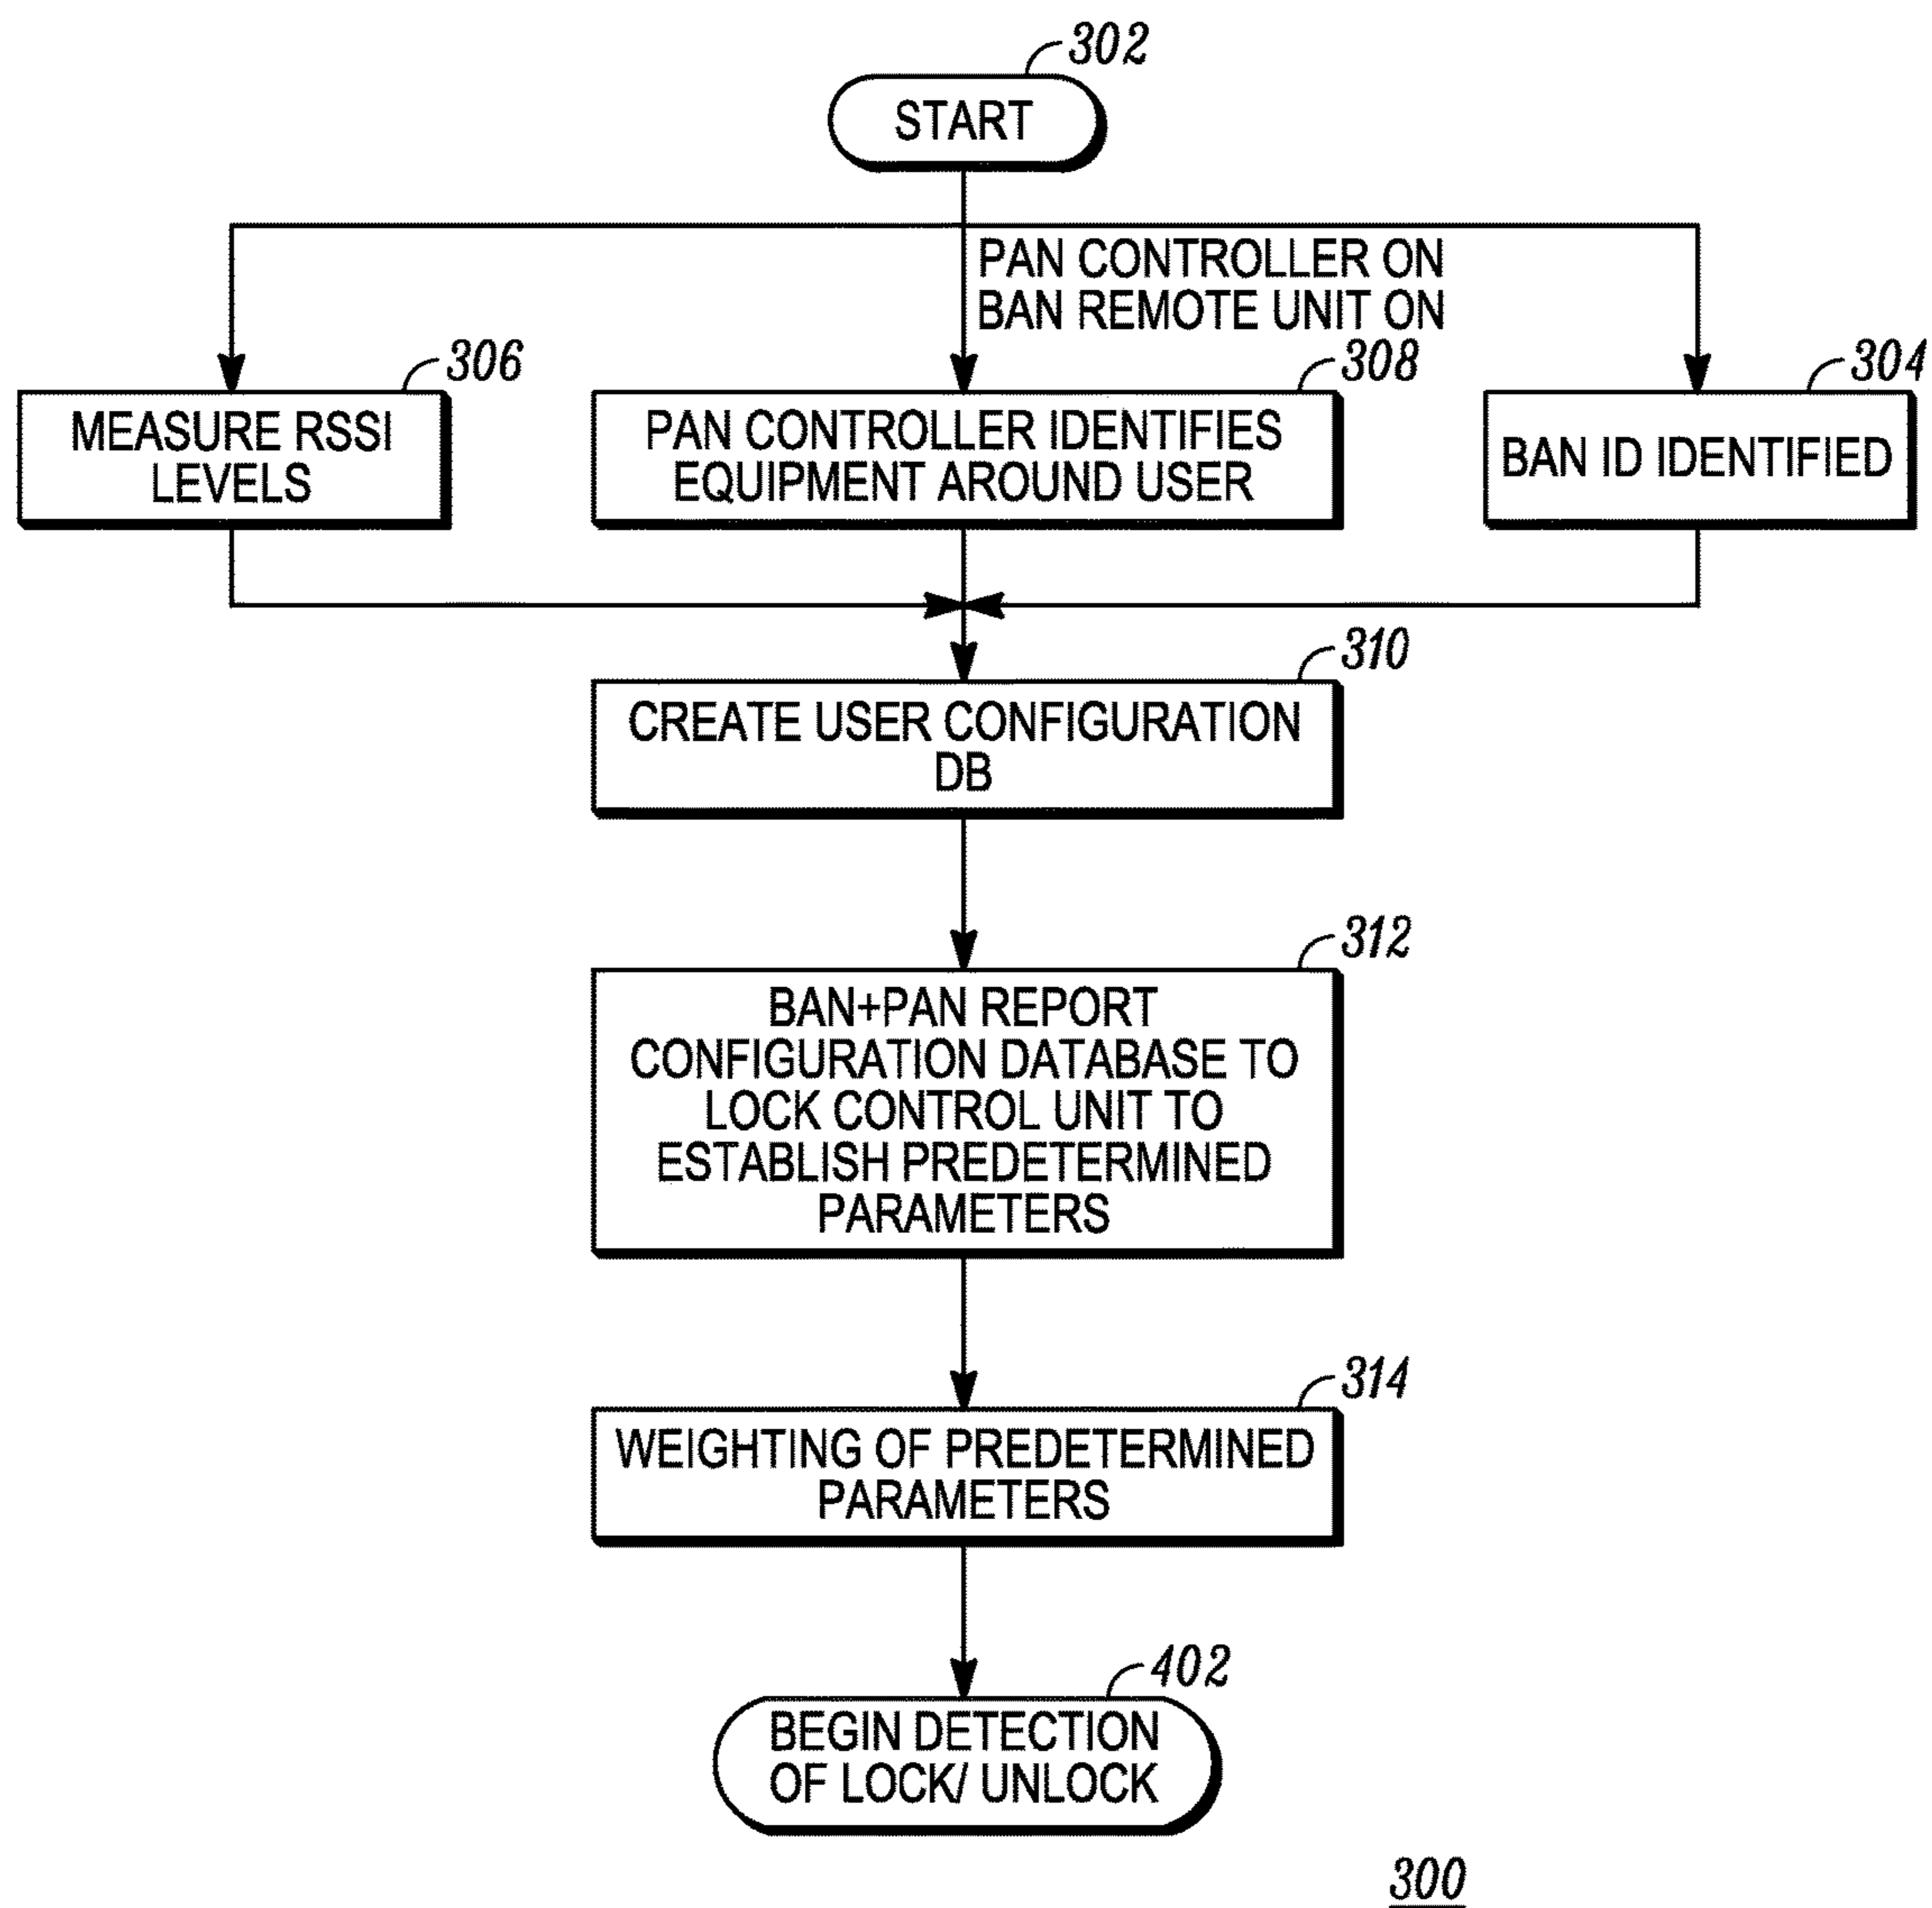 302
START
PAN CONTROLLER ON
BAN REMOTE UNIT ON
306
MEASURE RSSI
LEVELS
308
PAN CONTROLLER IDENTIFIES
EQUIPMENT AROUND USER
304
BAN ID IDENTIFIED
310
CREATE USER CONFIGURATION
DB
312
BAN+PAN REPORT
CONFIGURATION DATABASE TO
LOCK CONTROL UNIT TO
ESTABLISH PREDETERMINED
PARAMETERS
314
WEIGHTING OF PREDETERMINED
PARAMETERS
402
BEGIN DETECTION
OF LOCK/ UNLOCK
300